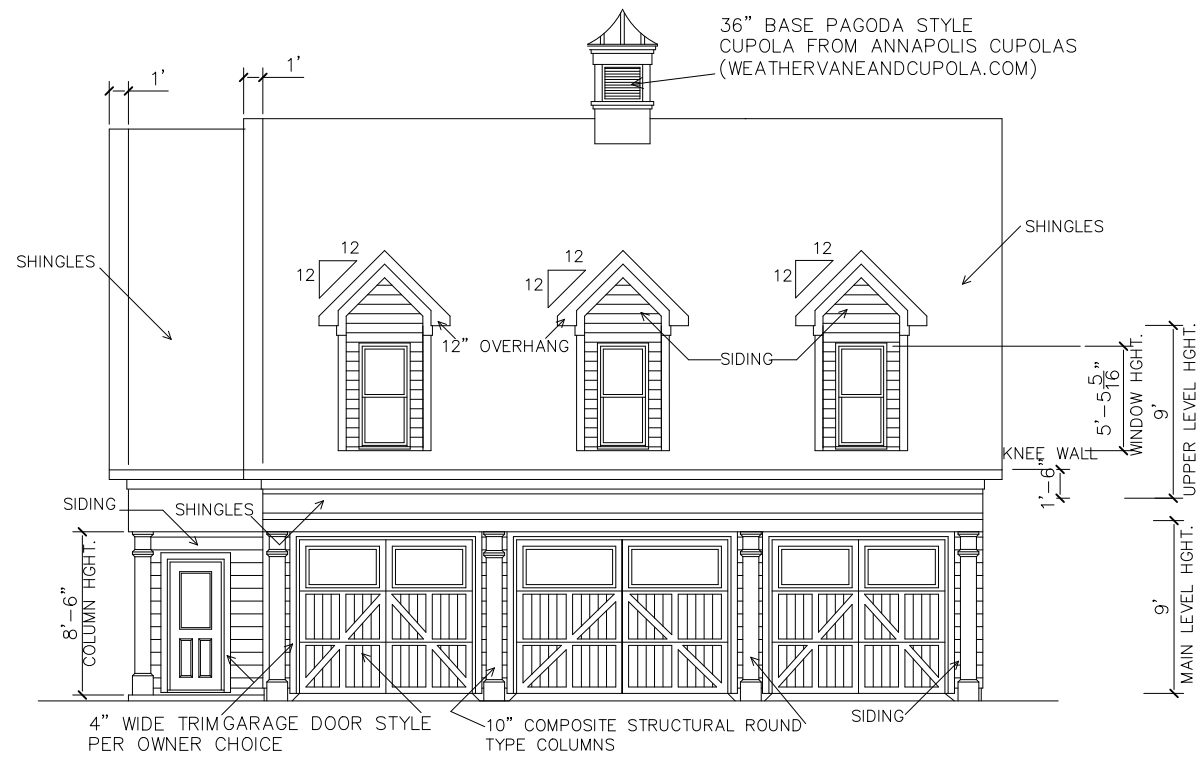 36” BASE PAGODA STYLE
CUPOLA FROM ANNAPOLIS CUPOLAS
(WEATHERVANEANDCUPOLA.COM)
1'
1'
SHINGLES
SHINGLES
12
12
12
12
12
12
12” OVERHANG
SIDING
5'-5 5/16”
WINDOW HGHT.
9'
UPPER LEVEL HGHT.
KNEE WALL
1'-6”
SIDING
SHINGLES
8'-6”
COLUMN HGHT.
9'
MAIN LEVEL HGHT.
4” WIDE TRIM
GARAGE DOOR STYLE
PER OWNER CHOICE
10” COMPOSITE STRUCTURAL ROUND
TYPE COLUMNS
SIDING